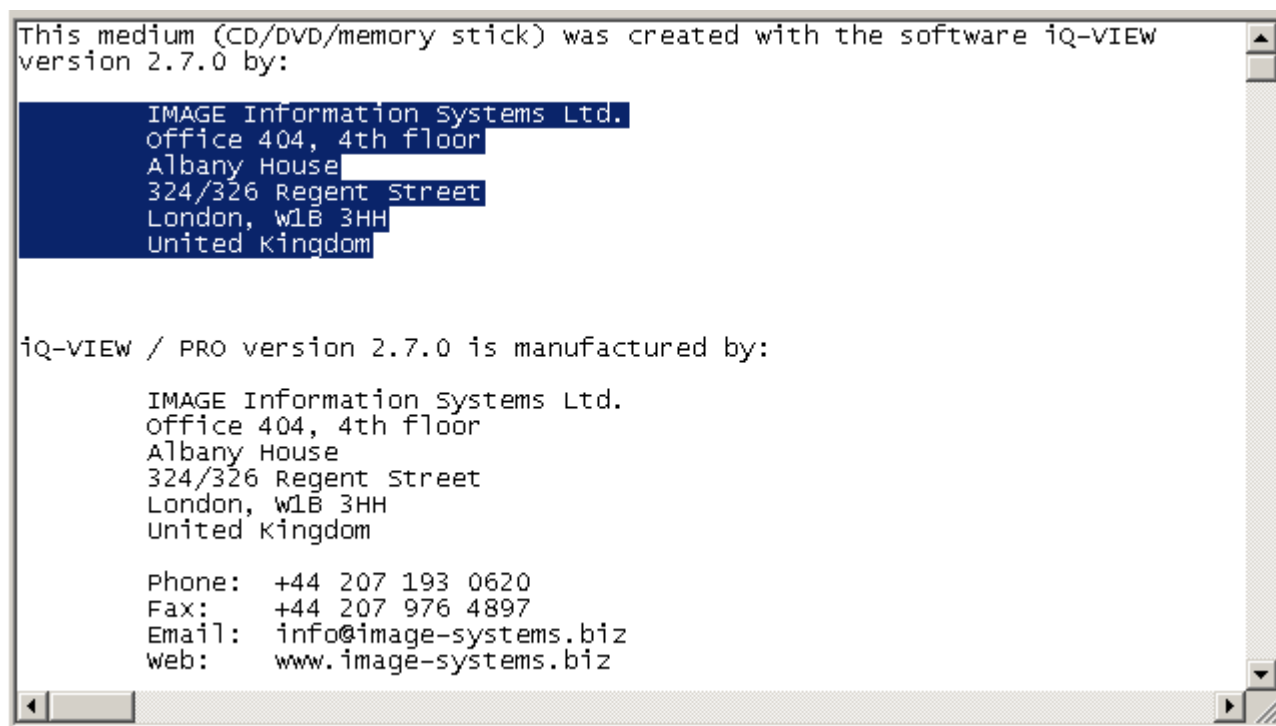 This medium (CD/DVD/memory stick) was created with the software iQ-VIEW
version 2.7.0 by:
IMAGE Information Systems Ltd.
Office 404, 4th floor
Albany House
324/326 Regent Street
London, W1B 3HH
United Kingdom
iQ-VIEW / PRO version 2.7.0 is manufactured by:
IMAGE Information Systems Ltd.
Office 404, 4th floor
Albany House
324/326 Regent Street
London, W1B 3HH
United Kingdom
Phone: +44 207 193 0620
Fax: +44 207 976 4897
Email: info@image-systems.biz
Web: www.image-systems.biz